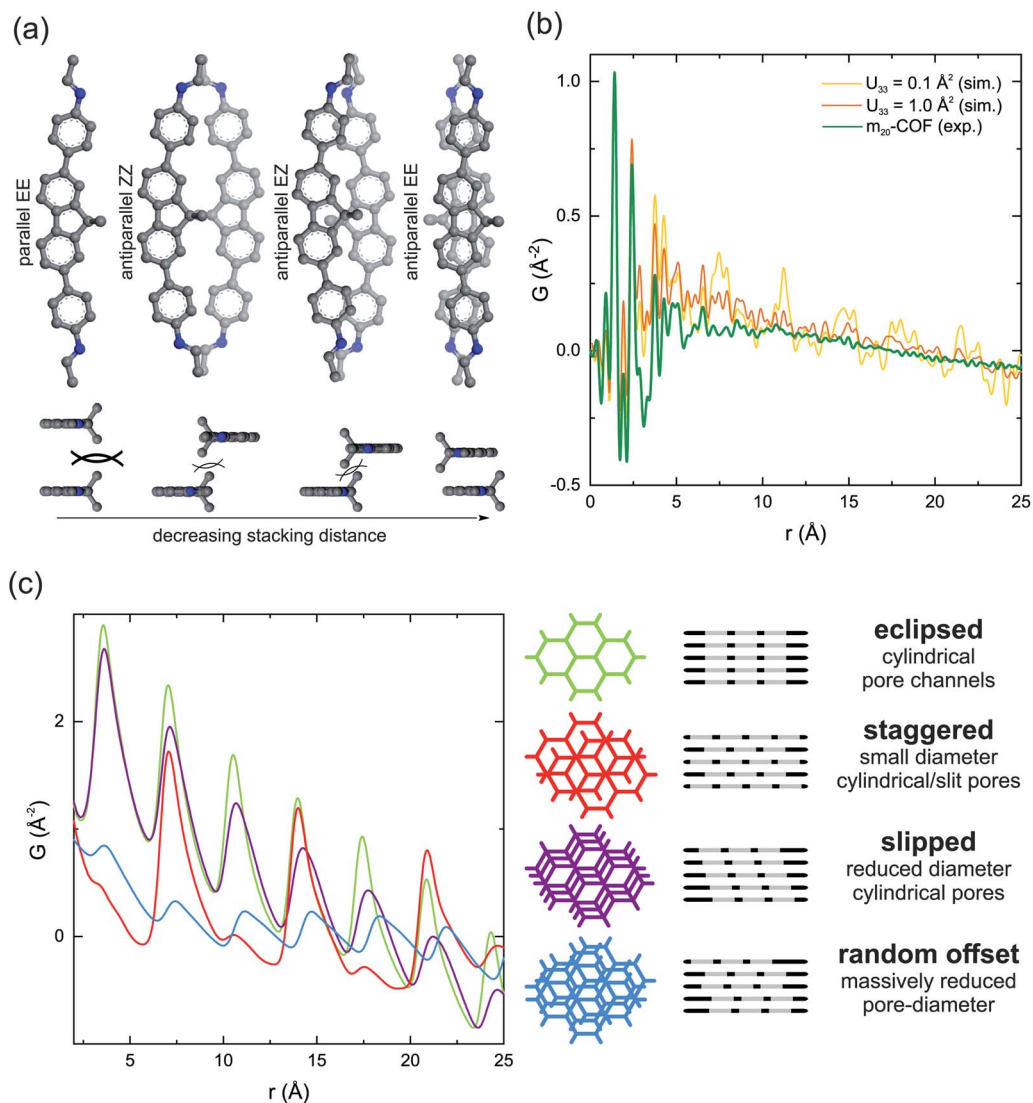 (a)
parallel EE
antiparallel ZZ
antiparallel EZ
antiparallel EE
decreasing stacking distance
(b)
1.0
0.5
0.0
-0.5
G (Å⁻²)
U₃₃ = 0.1 Å² (sim.)
U₃₃ = 1.0 Å² (sim.)
m₂₀-COF (exp.)
0
5
10
15
20
25
r (Å)
(c)
2
0
G (Å⁻²)
5
10
15
20
25
r (Å)
eclipsed
cylindrical
pore channels
staggered
small diameter
cylindrical/slit pores
slipped
reduced diameter
cylindrical pores
random offset
massively reduced
pore-diameter